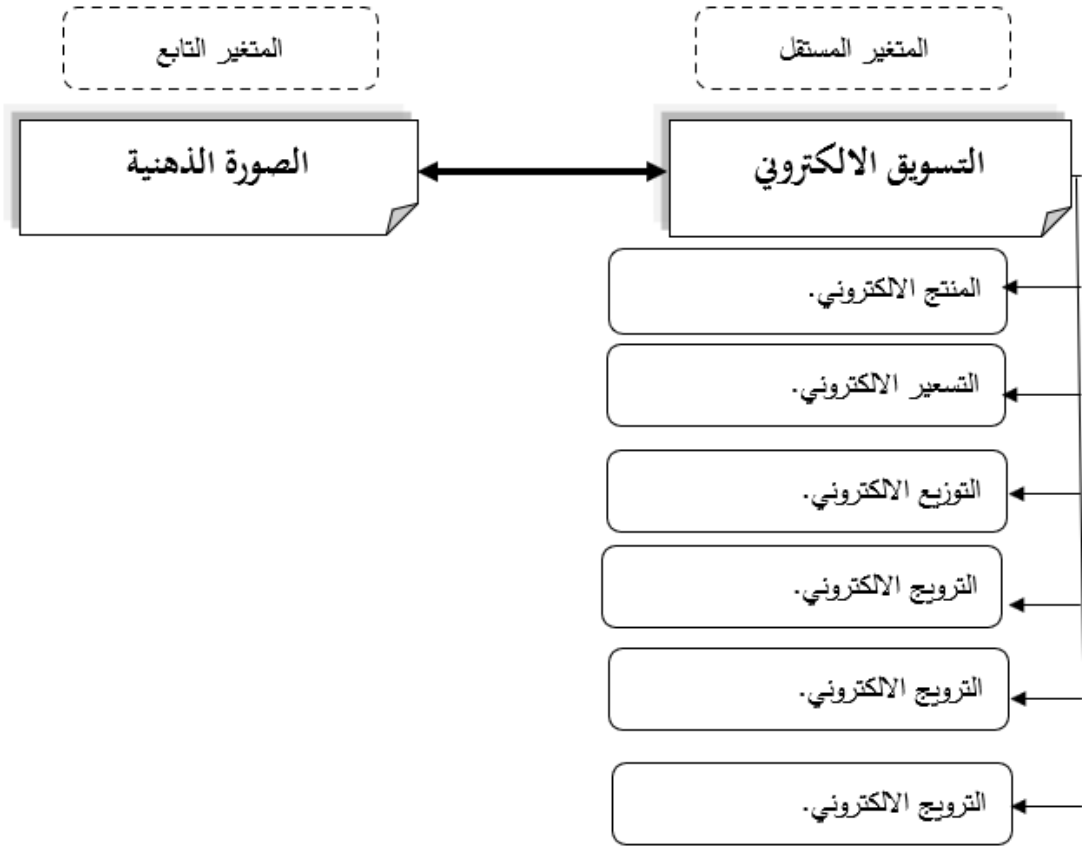 المتغير المستقل
المتغير التابع
التسويق الالكتروني
الصورة الذهنية
المنتج الالكتروني.
التسعير الالكتروني.
التوزيع الالكتروني.
الترويج الالكتروني.
الترويج الالكتروني.
الترويج الالكتروني.